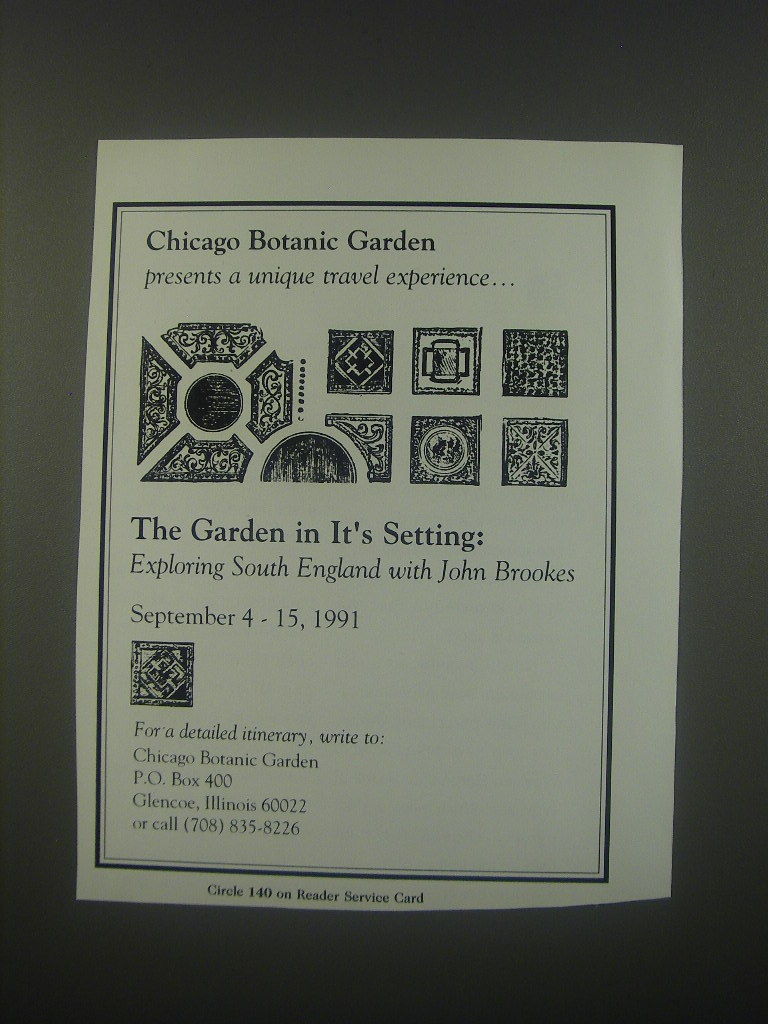 Chicago Botanic Garden
presents a unique travel experience...
The Garden in It's Setting:
Exploring South England with John Brookes
September 4 - 15, 1991
For a detailed itinerary, write to:
Chicago Botanic Garden
P.O. Box 400
Glencoe, Illinois 60022
or call (708) 835-8226
Circle 140 on Reader Service Card